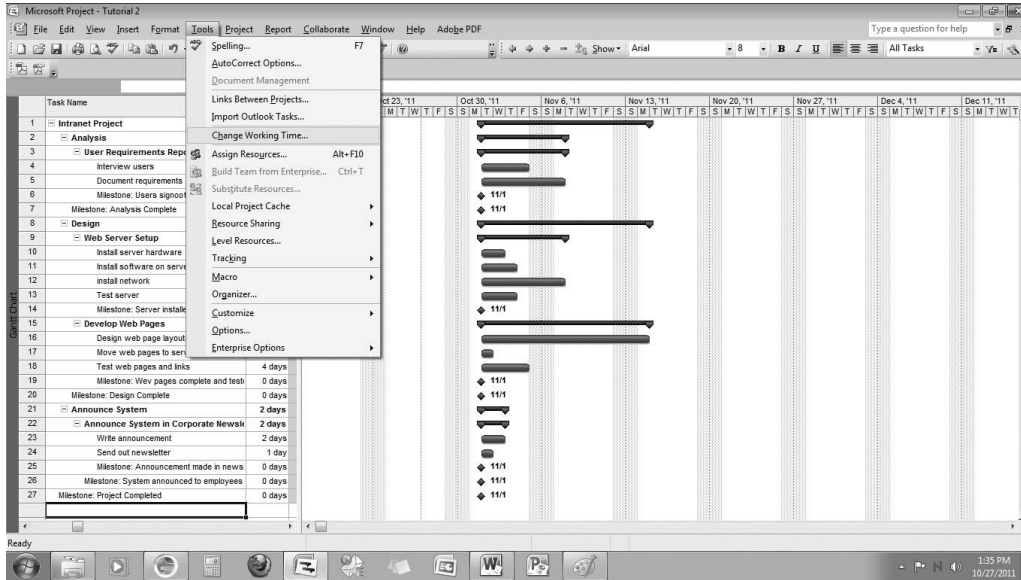 Microsoft Project - Tutorial 2
File Edit View Insert Format Tools Project Report Collaborate Window Help Adobe PDF
Type a question for help
Show Arial 8 B I U All Tasks
Spelling... F7
AutoCorrect Options...
Document Management
Links Between Projects...
Import Outlook Tasks...
Change Working Time...
Assign Resources... Alt+F10
Build Team from Enterprise... Ctrl+T
Substitute Resources...
Local Project Cache
Resource Sharing
Level Resources...
Tracking
Macro
Organizer...
Customize
Options...
Enterprise Options
Task Name
ct 23, '11 Oct 30, '11 Nov 6, '11 Nov 13, '11 Nov 20, '11 Nov 27, '11 Dec 4, '11 Dec 11, '11
M T W T F S S M T W T F S S M T W T F S S M T W T F S S M T W T F S S M T W T F S S M T W T F S S M T W T
1 Intranet Project
2 Analysis
3 User Requirements Repo
4 Interview users
5 Document requirements
6 Milestone: Users signoof 11/1
7 Milestone: Analysis Complete 11/1
8 Design
9 Web Server Setup
10 Install server hardware
11 Install software on serve
12 install network
13 Test server
14 Milestone: Server installe 11/1
15 Develop Web Pages
16 Design web page layout
17 Move web pages to ser
18 Test web pages and links 4 days
19 Milestone: Wev pages complete and test 0 days 11/1
20 Milestone: Design Complete 0 days 11/1
21 Announce System 2 days
22 Announce System in Corporate Newsl 2 days
23 Write announcement 2 days
24 Send out newsletter 1 day
25 Milestone: Announcement made in news 0 days 11/1
26 Milestone: System announced to employees 0 days 11/1
27 Milestone: Project Completed 0 days 11/1
Gantt Chart
Ready
1:35 PM
10/27/2011